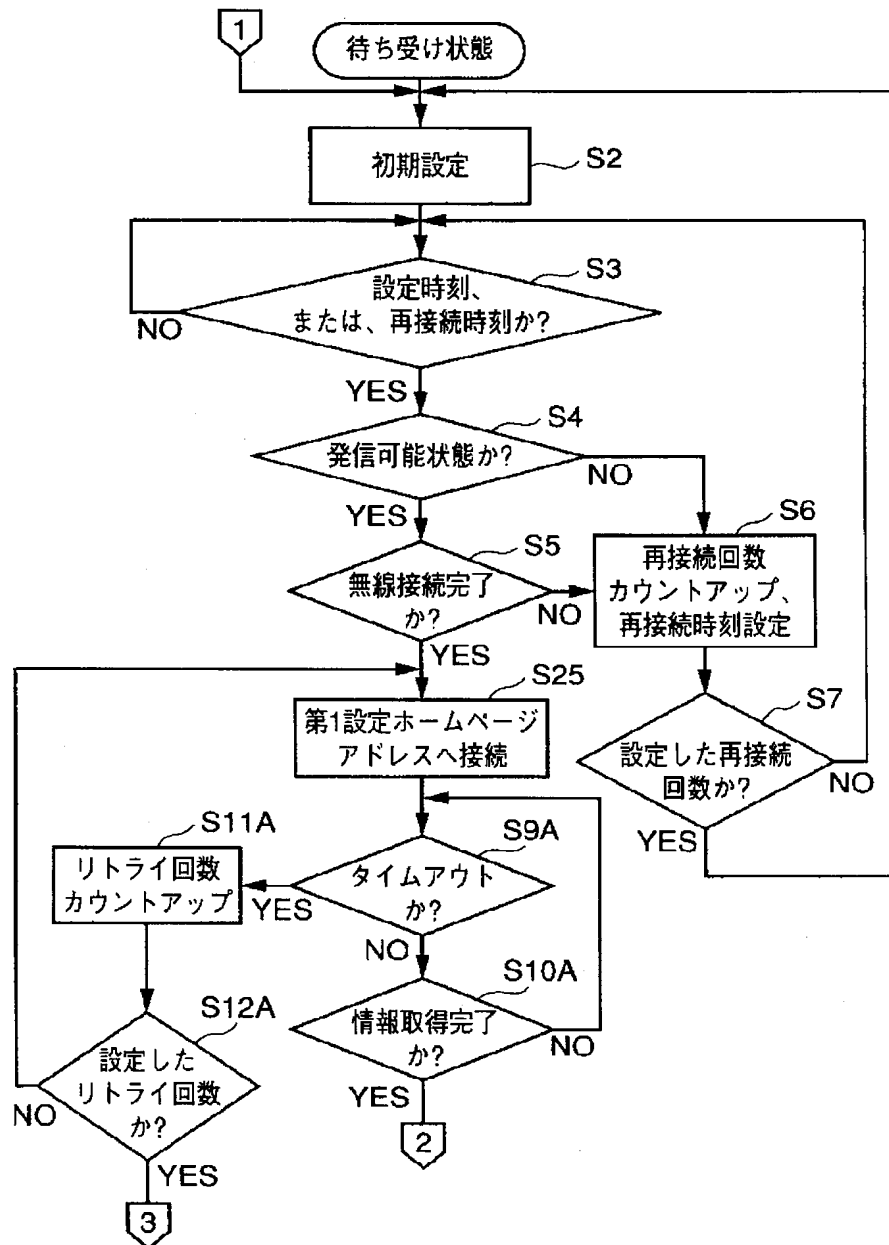 1
待ち受け状態
初期設定
S2
S3
設定時刻、
または、再接続時刻か?
NO
YES
S4
発信可能状態か?
NO
YES
S5
無線接続完了
か?
NO
YES
S6
再接続回数
カウントアップ、
再接続時刻設定
S7
設定した再接続
回数か?
NO
YES
S25
第1設定ホームページ
アドレスへ接続
S9A
タイムアウト
か?
YES
NO
S11A
リトライ回数
カウントアップ
S10A
情報取得完了
か?
NO
YES
2
S12A
設定した
リトライ回数
か?
NO
YES
3